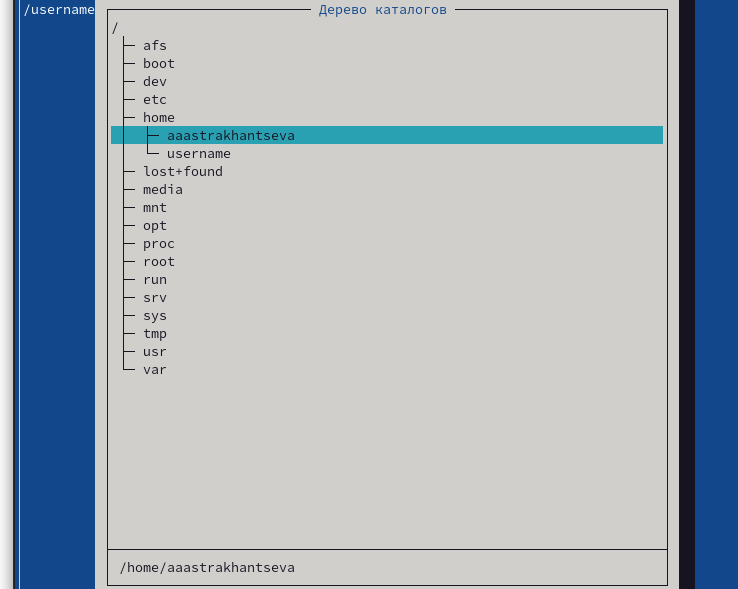 /username
Дерево каталогов
/
afs
boot
dev
etc
home
aaastrakhantseva
username
lost+found
media
mnt
opt
proc
root
run
srv
sys
tmp
usr
var
/home/aaastrakhantseva